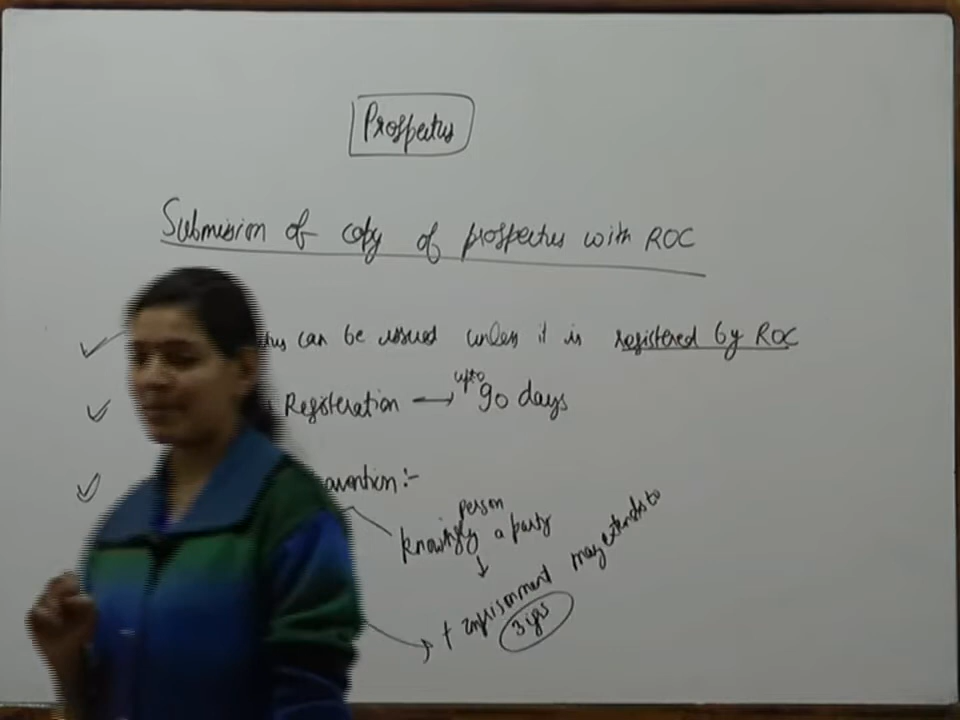 Prospectus
Submission of copy of prospectus with ROC
can be issued unless it is registered by ROC
Registeration → upto 90 days
vention:-
person
knowingly a party
↓
+ Imprisonment may extends to
3 yrs